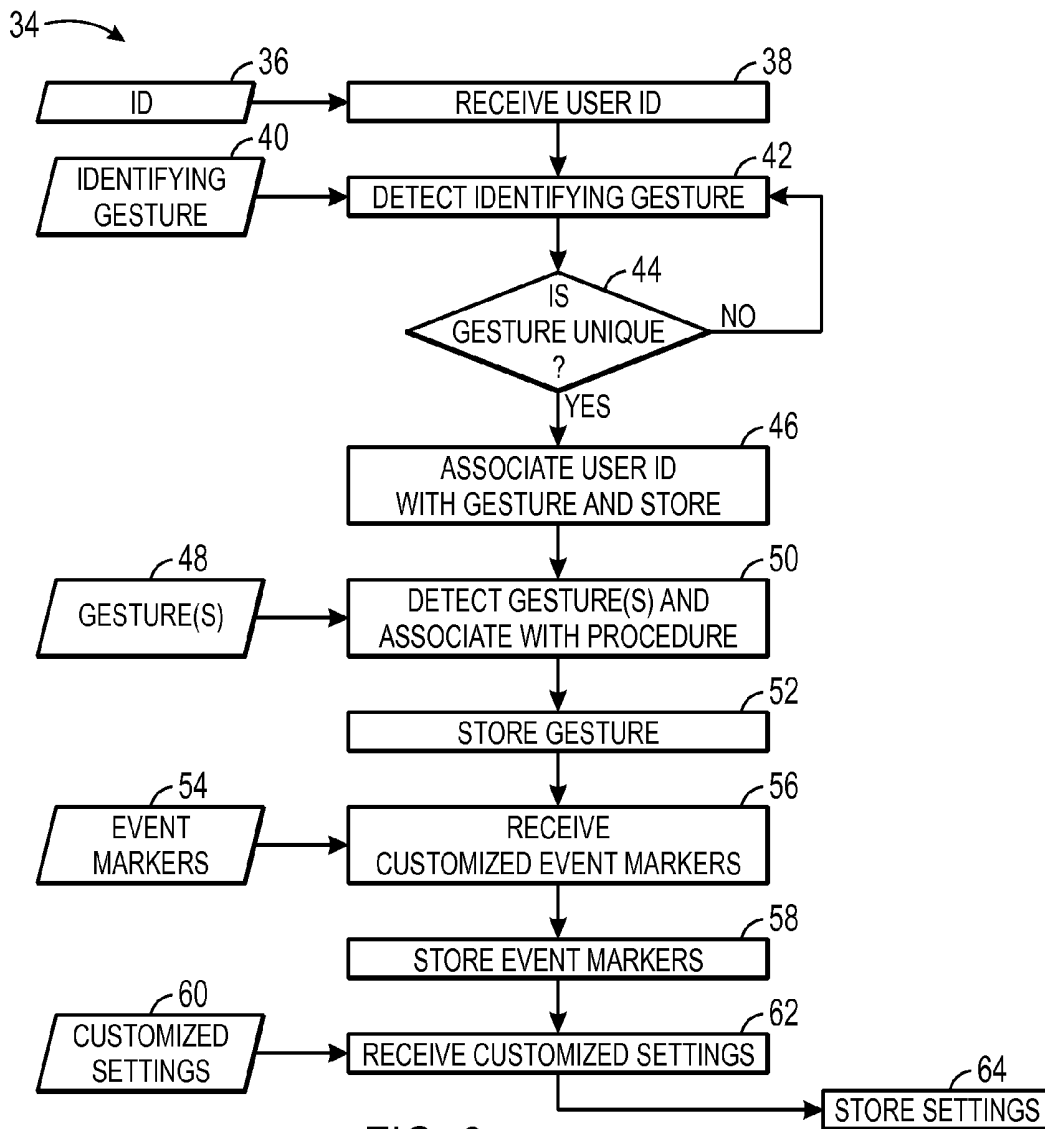 34
36
38
ID
RECEIVE USER ID
40
42
IDENTIFYING
GESTURE
DETECT IDENTIFYING GESTURE
44
IS
GESTURE UNIQUE
?
NO
YES
46
ASSOCIATE USER ID
WITH GESTURE AND STORE
48
50
GESTURE(S)
DETECT GESTURE(S) AND
ASSOCIATE WITH PROCEDURE
52
STORE GESTURE
54
56
EVENT
MARKERS
RECEIVE
CUSTOMIZED EVENT MARKERS
58
STORE EVENT MARKERS
60
62
CUSTOMIZED
SETTINGS
RECEIVE CUSTOMIZED SETTINGS
64
STORE SETTINGS